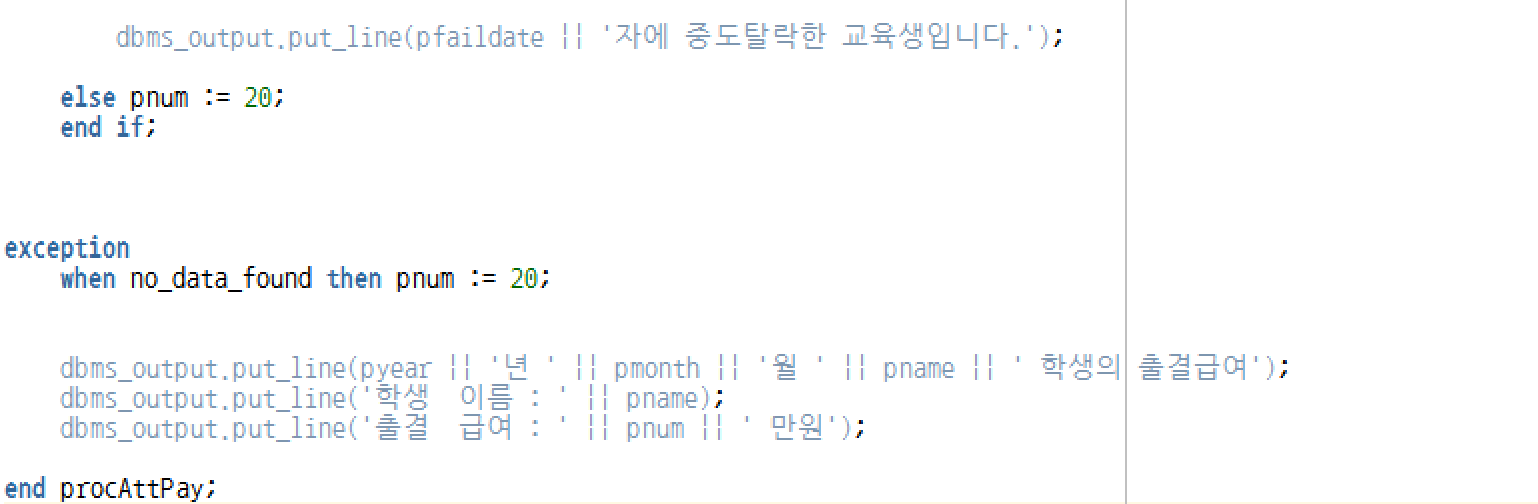 dbms_output.put_line(pfaildate || '자에 중도탈락한 교육생입니다.');
else pnum := 20;
end if;
exception
when no_data_found then pnum := 20;
dbms_output.put_line(pyear || '년 ' || pmonth || '월 ' || pname || ' 학생의 출결급여');
dbms_output.put_line('학생  이름 : ' || pname);
dbms_output.put_line('출결  급여 : ' || pnum || ' 만원');
end procAttPay;